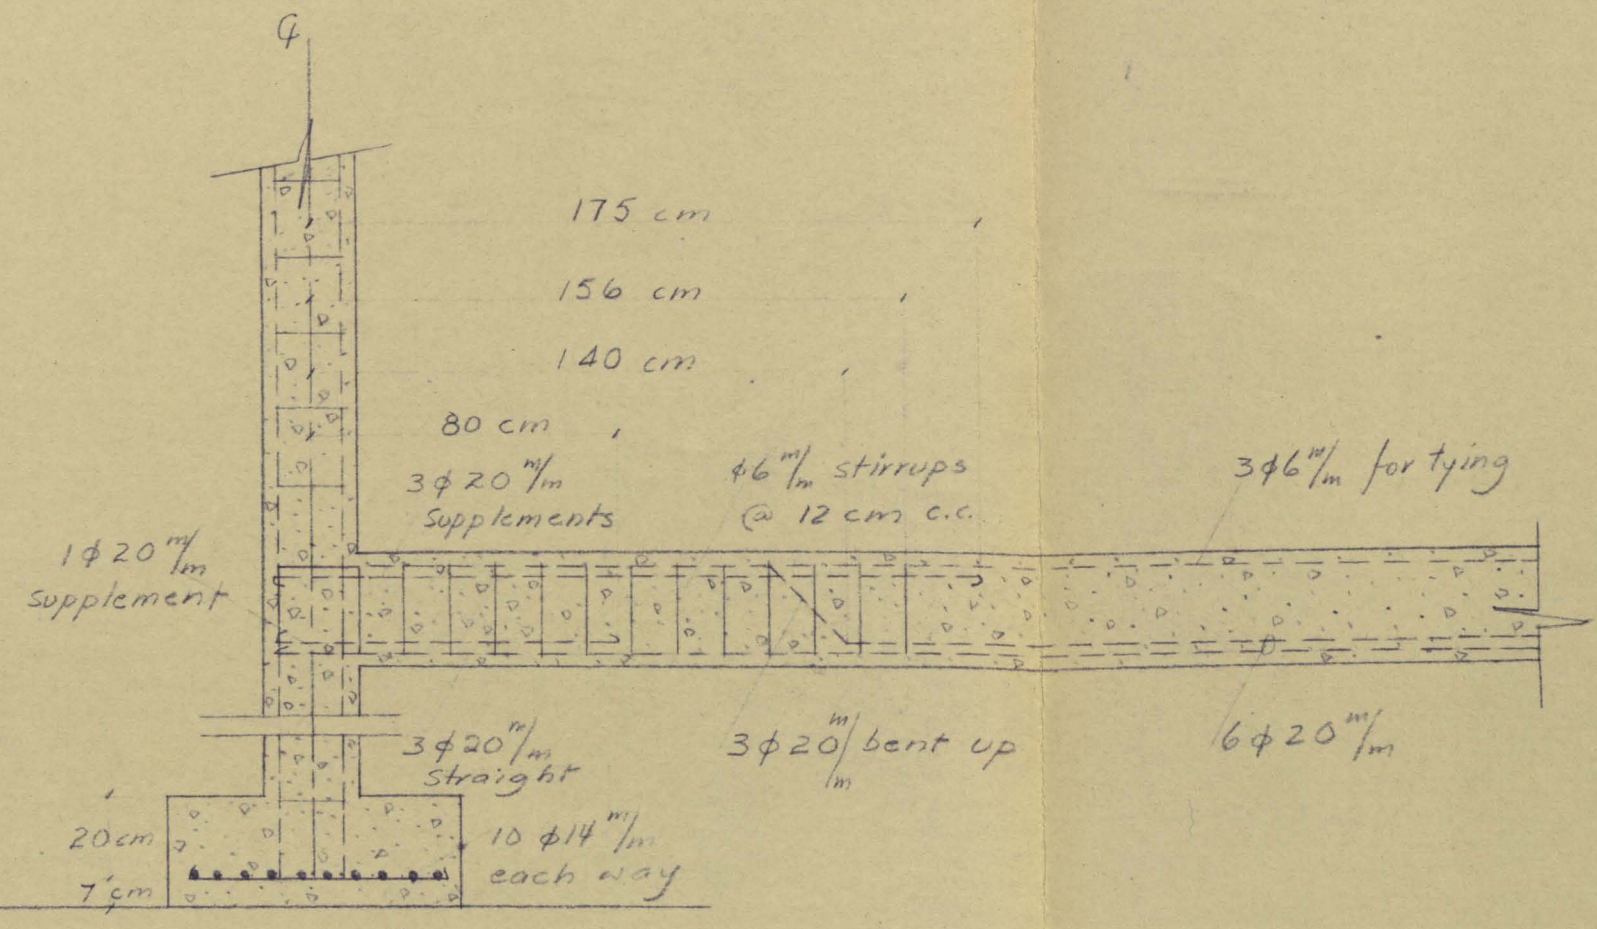 ℄
175 cm
156 cm
140 cm
80 cm
3ϕ20 m/m
supplements
ϕ6 m/m stirrups
@ 12 cm c.c.
3ϕ6 m/m for tying
1ϕ20 m/m
supplement
3ϕ20 m/m
straight
3ϕ20 m/m bent up
6ϕ20 m/m
20cm
7cm
10 ϕ14 m/m
each way